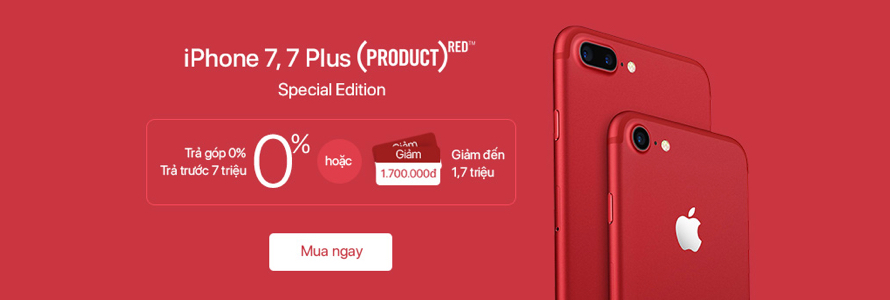 iPhone 7, 7 Plus (PRODUCT)RED™
Special Edition
Trả góp 0%
Trả trước 7 triệu
0%
hoặc
Giảm
Giảm
1.700.000đ
Giảm đến
1,7 triệu
Mua ngay